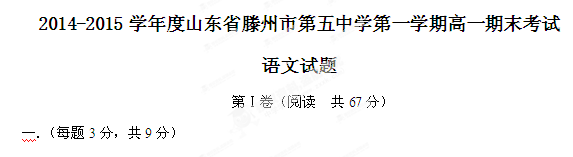 2014-2015 学年度山东省滕州市第五中学第一学期高一期末考试
语文试题
第Ⅰ卷（阅读 共 67 分）
一.（每题 3 分，共 9 分）